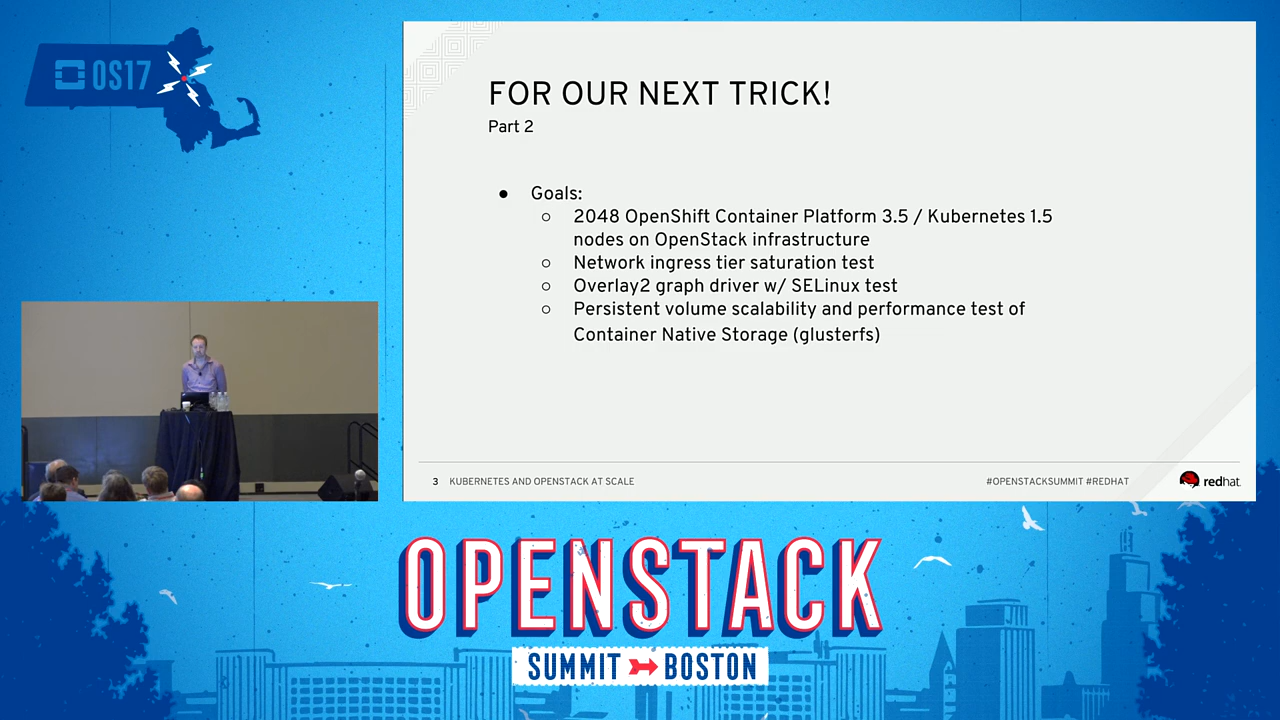 OS17
FOR OUR NEXT TRICK!
Part 2
● Goals:
○ 2048 OpenShift Container Platform 3.5 / Kubernetes 1.5
nodes on OpenStack infrastructure
○ Network ingress tier saturation test
○ Overlay2 graph driver w/ SELinux test
○ Persistent volume scalability and performance test of
Container Native Storage (glusterfs)
3 KUBERNETES AND OPENSTACK AT SCALE
#OPENSTACKSUMMIT #REDHAT
redhat.
OPENSTACK
SUMMIT BOSTON